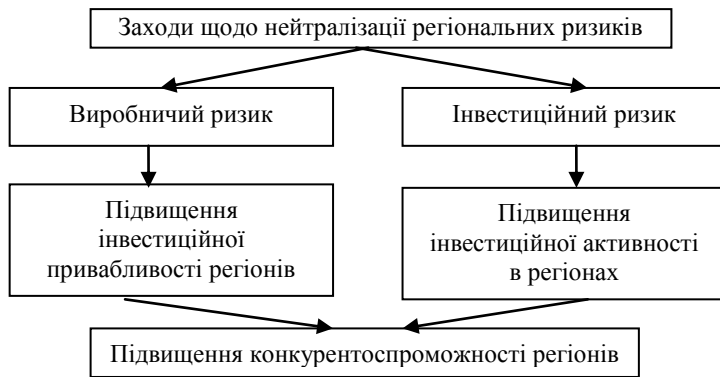 Заходи щодо нейтралізації регіональних ризиків
Виробничий ризик
Інвестиційний ризик
Підвищення
інвестиційної
привабливості регіонів
Підвищення
інвестиційної активності
в регіонах
Підвищення конкурентоспроможності регіонів